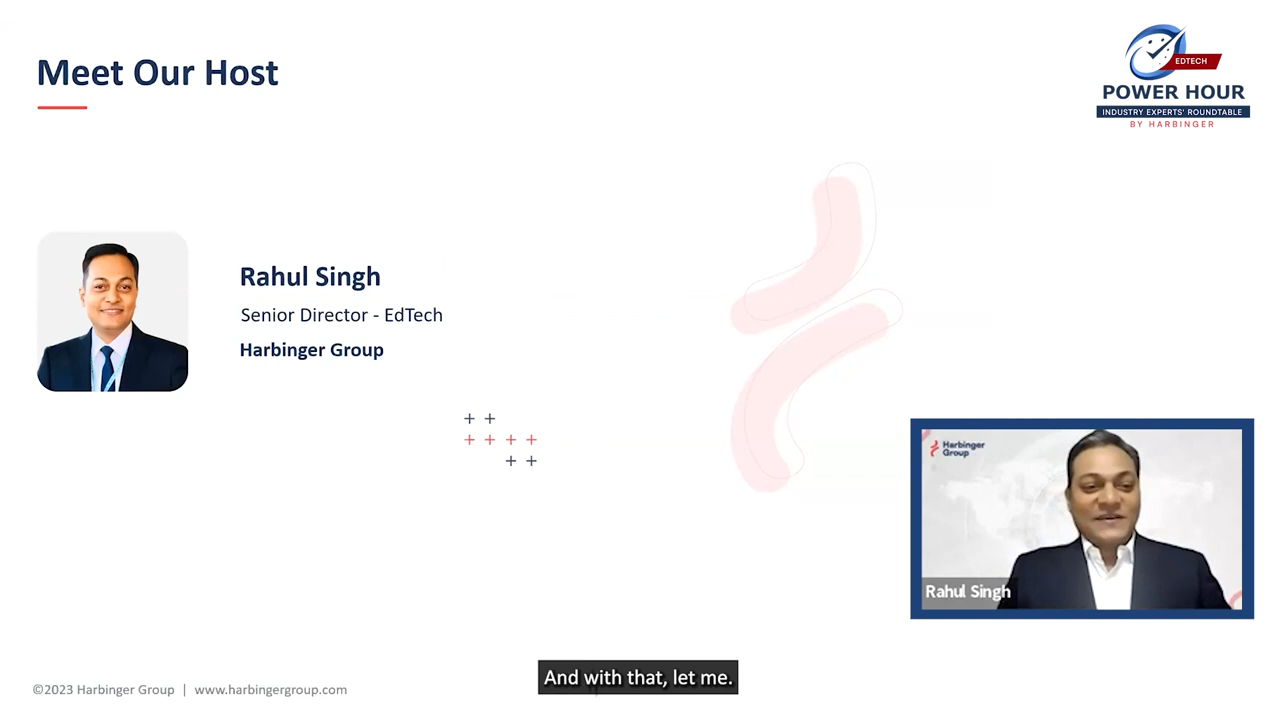 Meet Our Host
EDTECH
POWER HOUR
INDUSTRY EXPERTS' ROUNDTABLE
BY HARBINGER
Rahul Singh
Senior Director - EdTech
Harbinger Group
Harbinger
Group
Rahul Singh
And with that, let me.
©2023 Harbinger Group | www.harbingergroup.com